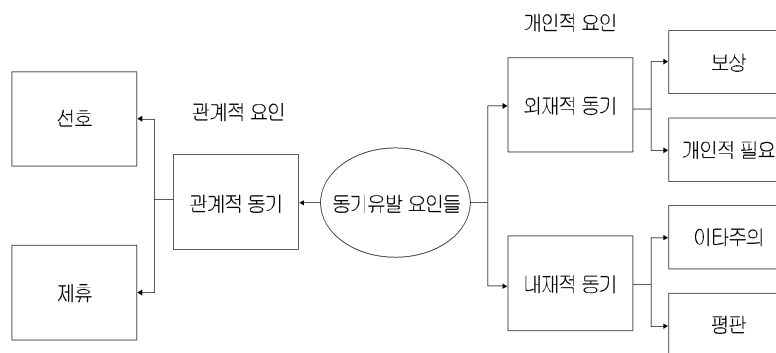 개인적 요인
보상
외재적 동기
개인적 필요
관계적 요인
선호
관계적 동기
동기유발 요인들
제휴
이타주의
내재적 동기
평판